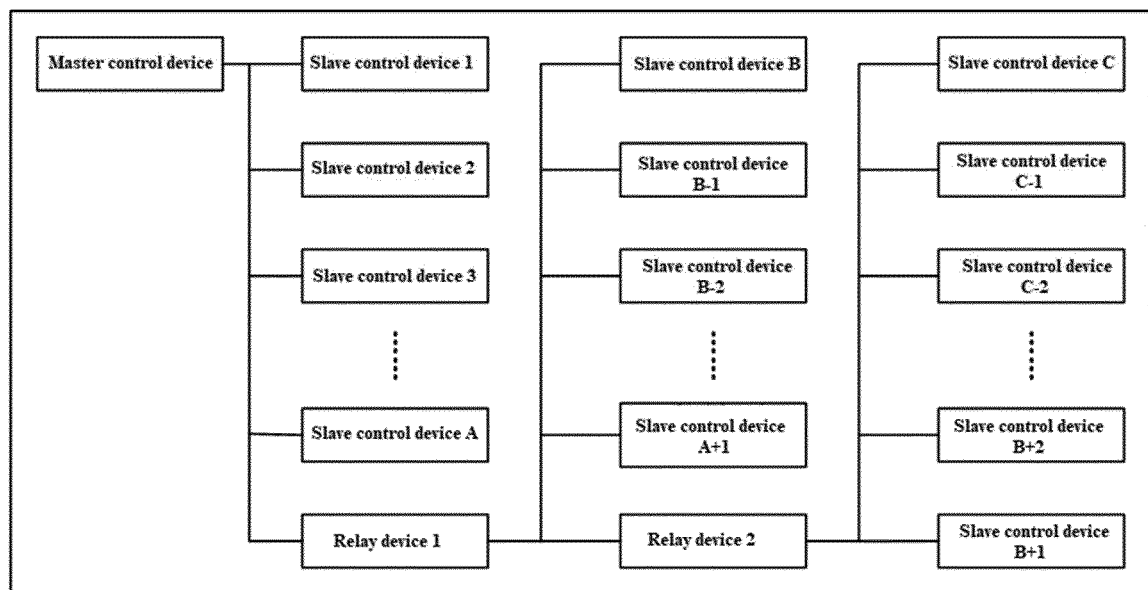 Master control device
Slave control device 1
Slave control device B
Slave control device C
Slave control device 2
Slave control device
B-1
Slave control device
C-1
Slave control device 3
Slave control device
B-2
Slave control device
C-2
Slave control device A
Slave control device
A+1
Slave control device
B+2
Relay device 1
Relay device 2
Slave control device
B+1